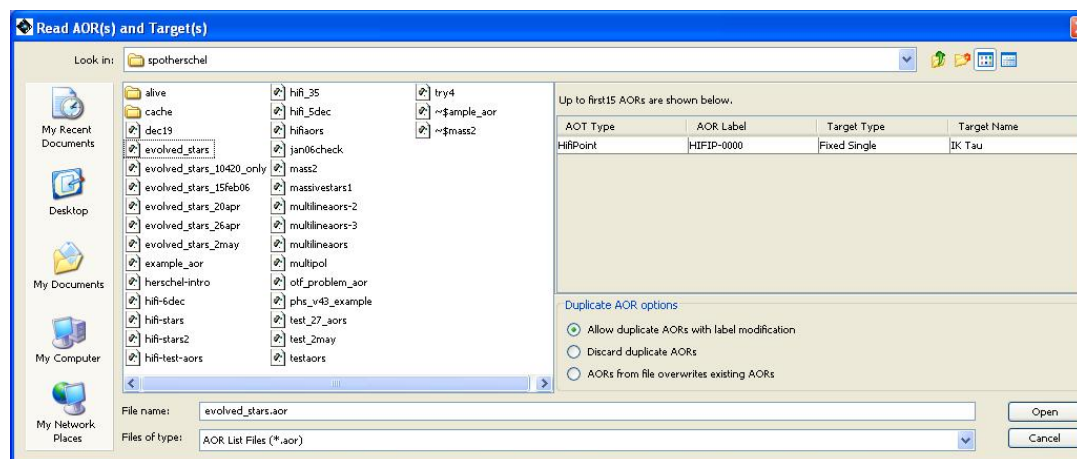 Read AOR(s) and Target(s)
Look in: spotherschel
My Recent Documents
Desktop
My Documents
My Computer
My Network Places
alive
cache
dec19
evolved_stars
evolved_stars_10420_only
evolved_stars_15feb06
evolved_stars_20apr
evolved_stars_26apr
evolved_stars_2may
example_aor
herschel-intro
hifi-6dec
hifi-stars
hifi-stars2
hifi-test-aors
hifi_35
hifi_5dec
hifiaors
jan06check
mass2
massivestars1
multilineaors-2
multilineaors-3
multilineaors
multipol
otf_problem_aor
phs_v43_example
test_27_aors
test_2may
testaors
try4
~$ample_aor
~$mass2
Up to first15 AORs are shown below.
AOT Type AOR Label Target Type Target Name
HifiPoint HIFIP-0000 Fixed Single IK Tau
Duplicate AOR options
Allow duplicate AORs with label modification
Discard duplicate AORs
AORs from file overwrites existing AORs
File name: evolved_stars.aor
Open
Files of type: AOR List Files (*.aor)
Cancel